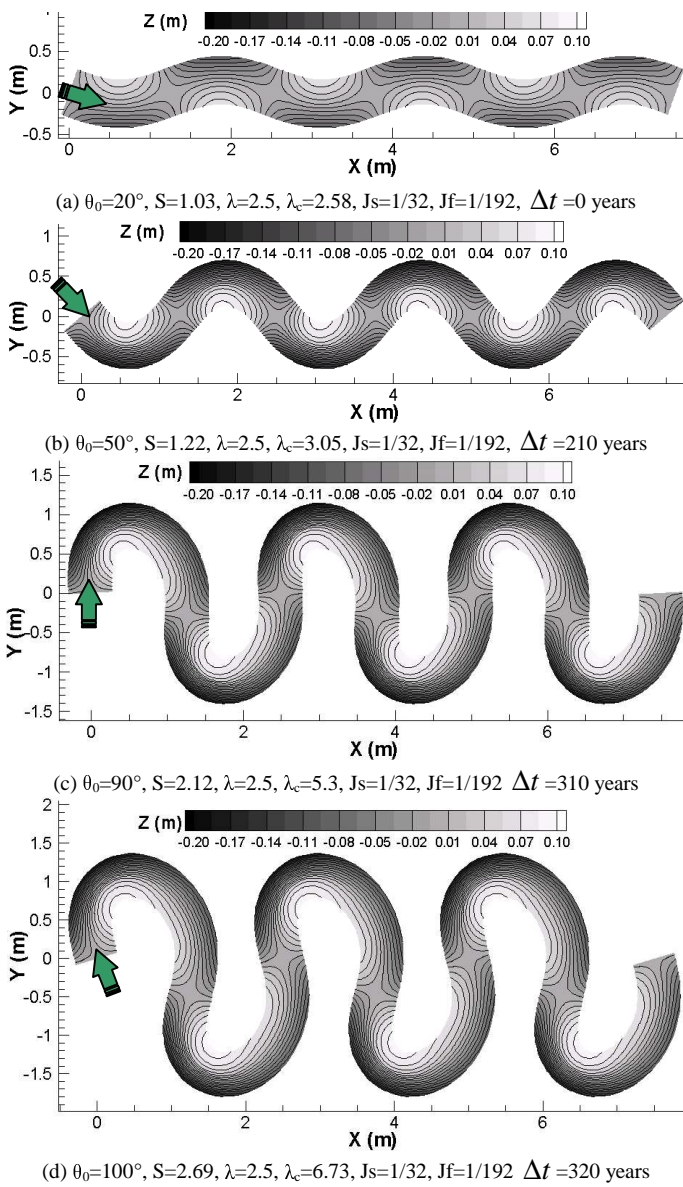 Z (m)
-0.20 -0.17 -0.14 -0.11 -0.08 -0.05 -0.02 0.01 0.04 0.07 0.10
Y (m)
0.5
0
-0.5
0 2 4 6
X (m)
(a) θ₀=20°, S=1.03, λ=2.5, λc=2.58, Js=1/32, Jf=1/192, Δt =0 years
Z (m)
-0.20 -0.17 -0.14 -0.11 -0.08 -0.05 -0.02 0.01 0.04 0.07 0.10
Y (m)
1
0.5
0
-0.5
0 2 4 6
X (m)
(b) θ₀=50°, S=1.22, λ=2.5, λc=3.05, Js=1/32, Jf=1/192, Δt =210 years
Z (m)
-0.20 -0.17 -0.14 -0.11 -0.08 -0.05 -0.02 0.01 0.04 0.07 0.10
Y (m)
1.5
1
0.5
0
-0.5
-1
-1.5
0 2 4 6
X (m)
(c) θ₀=90°, S=2.12, λ=2.5, λc=5.3, Js=1/32, Jf=1/192 Δt =310 years
Z (m)
-0.20 -0.17 -0.14 -0.11 -0.08 -0.05 -0.02 0.01 0.04 0.07 0.10
Y (m)
2
1.5
1
0.5
0
-0.5
-1
-1.5
0 2 4 6
X (m)
(d) θ₀=100°, S=2.69, λ=2.5, λc=6.73, Js=1/32, Jf=1/192 Δt =320 years